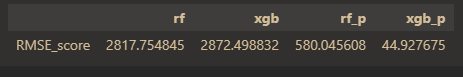 rf xgb rf_p xgb_p
RMSE_score 2817.754845 2872.498832 580.045608 44.927675